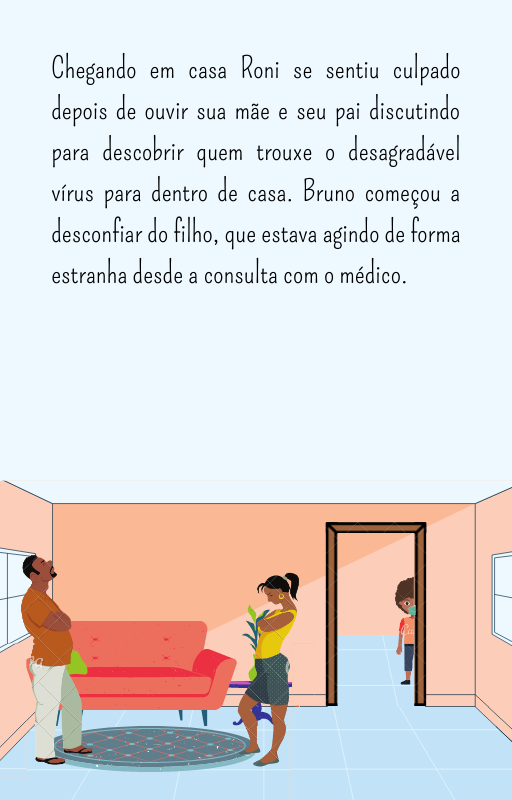 Chegando em casa Roni se sentiu culpado
depois de ouvir sua mãe e seu pai discutindo
para descobrir quem trouxe o desagradável
vírus para dentro de casa. Bruno começou a
desconfiar do filho, que estava agindo de forma
estranha desde a consulta com o médico.